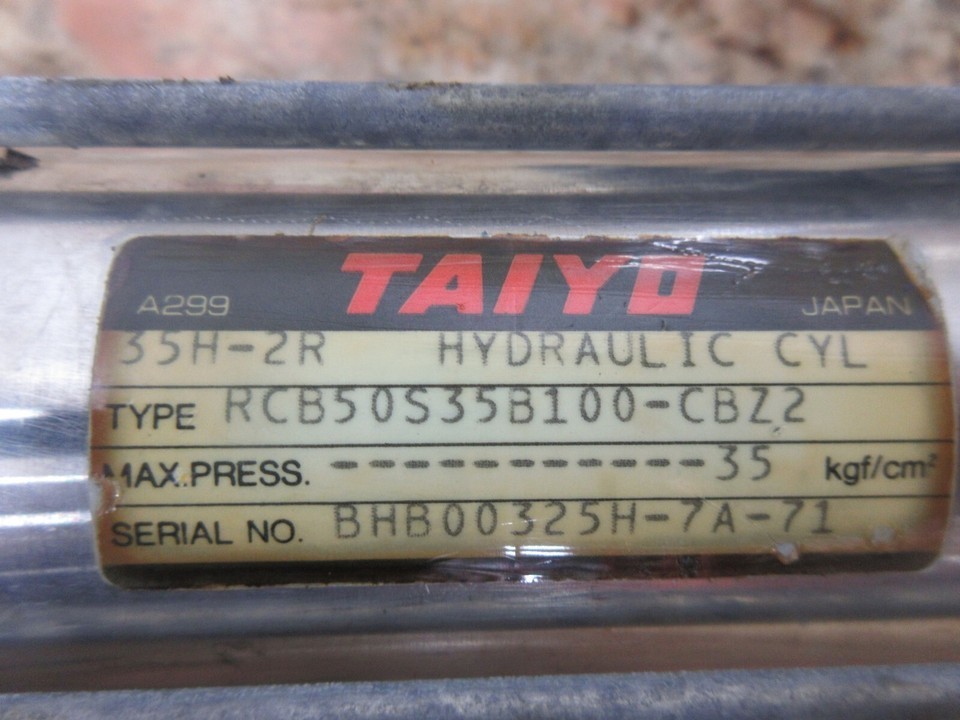 TAIYO
A299 JAPAN
35H-2R HYDRAULIC CYL
TYPE RCB50S35B100-CBZ2
MAX.PRESS. ------------35 kgf/cm²
SERIAL NO. BHB00325H-7A-71